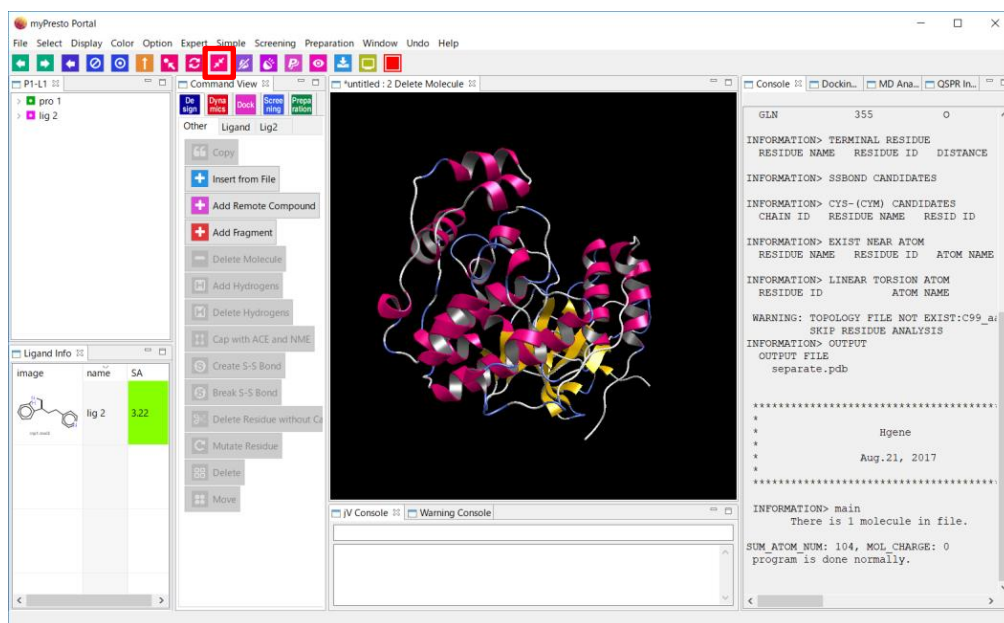 myPresto Portal
File Select Display Color Option Expert Simple Screening Preparation Window Undo Help
P1-L1
pro 1
lig 2
Ligand Info
image name SA
lig 2 3.22
Command View
De sign
Dyna mics
Dock
Scree ning
Prepa ration
Other Ligand Lig2
Copy
Insert from File
Add Remote Compound
Add Fragment
Delete Molecule
Add Hydrogens
Delete Hydrogens
Cap with ACE and NME
Create S-S Bond
Break S-S Bond
Delete Residue without Ca
Mutate Residue
Delete
Move
*untitled : 2 Delete Molecule
jV Console Warning Console
Console Dockin... MD Ana... QSPR In...
GLN 355 O
INFORMATION> TERMINAL RESIDUE
RESIDUE NAME RESIDUE ID DISTANCE
INFORMATION> SSBOND CANDIDATES
INFORMATION> CYS-(CYM) CANDIDATES
CHAIN ID RESIDUE NAME RESID ID
INFORMATION> EXIST NEAR ATOM
RESIDUE NAME RESIDUE ID ATOM NAME
INFORMATION> LINEAR TORSION ATOM
RESIDUE ID ATOM NAME
WARNING: TOPOLOGY FILE NOT EXIST:C99_aa
SKIP RESIDUE ANALYSIS
INFORMATION> OUTPUT
OUTPUT FILE
separate.pdb
*
* Hgene
*
* Aug.21, 2017
*
INFORMATION> main
There is 1 molecule in file.
SUM_ATOM_NUM: 104, MOL_CHARGE: 0
program is done normally.